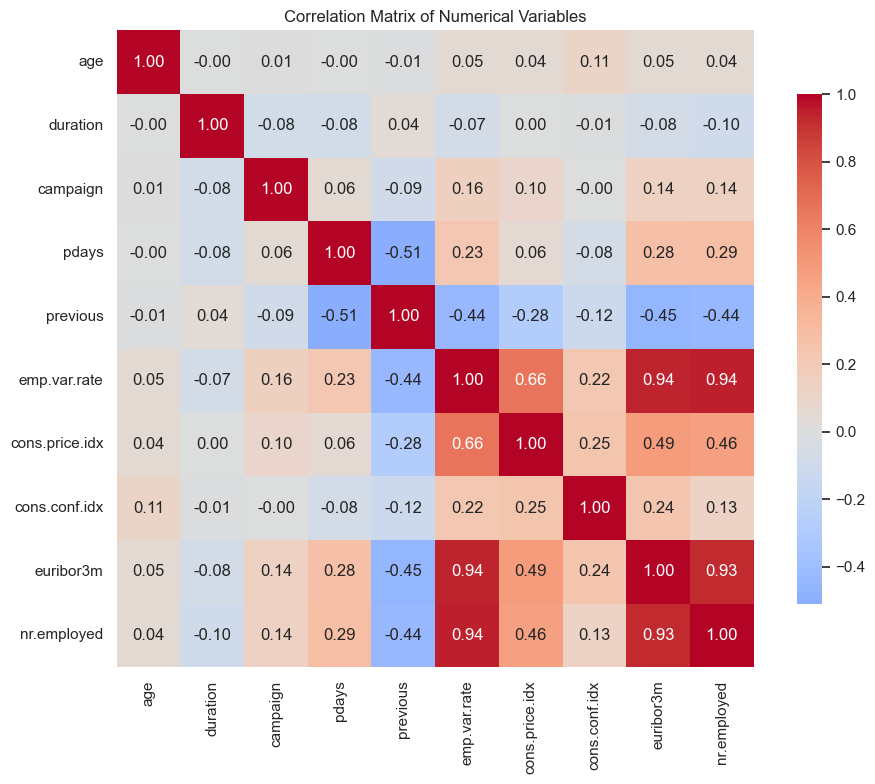 Correlation Matrix of Numerical Variables
age 1.00 -0.00 0.01 -0.00 -0.01 0.05 0.04 0.11 0.05 0.04
duration -0.00 1.00 -0.08 -0.08 0.04 -0.07 0.00 -0.01 -0.08 -0.10
campaign 0.01 -0.08 1.00 0.06 -0.09 0.16 0.10 -0.00 0.14 0.14
pdays -0.00 -0.08 0.06 1.00 -0.51 0.23 0.06 -0.08 0.28 0.29
previous -0.01 0.04 -0.09 -0.51 1.00 -0.44 -0.28 -0.12 -0.45 -0.44
emp.var.rate 0.05 -0.07 0.16 0.23 -0.44 1.00 0.66 0.22 0.94 0.94
cons.price.idx 0.04 0.00 0.10 0.06 -0.28 0.66 1.00 0.25 0.49 0.46
cons.conf.idx 0.11 -0.01 -0.00 -0.08 -0.12 0.22 0.25 1.00 0.24 0.13
euribor3m 0.05 -0.08 0.14 0.28 -0.45 0.94 0.49 0.24 1.00 0.93
nr.employed 0.04 -0.10 0.14 0.29 -0.44 0.94 0.46 0.13 0.93 1.00
age duration campaign pdays previous emp.var.rate cons.price.idx cons.conf.idx euribor3m nr.employed
1.0
0.8
0.6
0.4
0.2
0.0
−0.2
−0.4